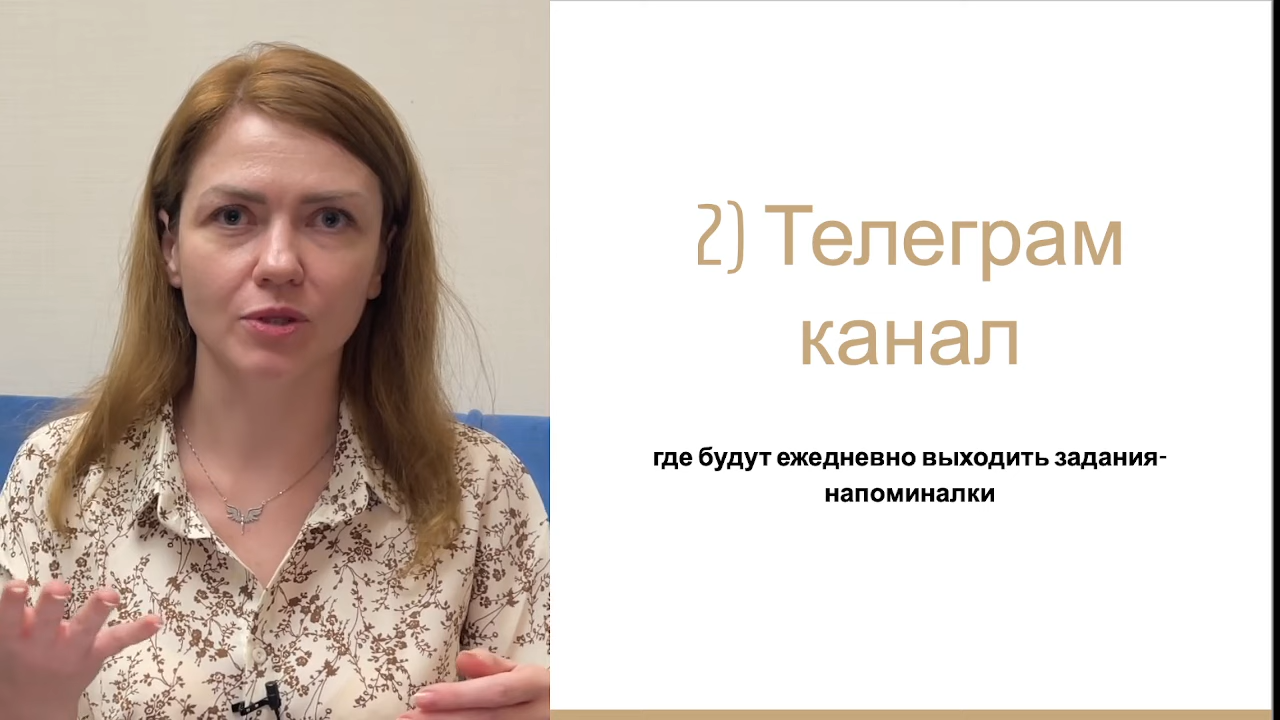 2) Телеграм
канал
где будут ежедневно выходить задания-
напоминалки